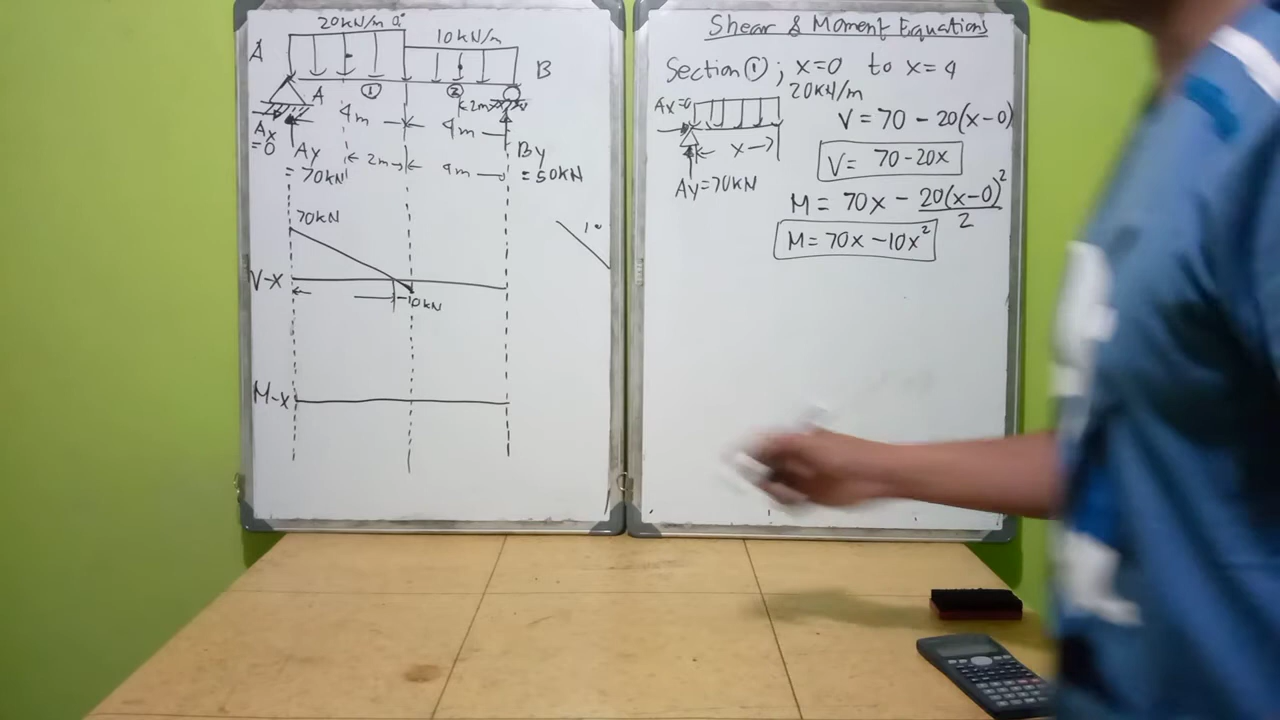 20kN/m
10kN/m
A
B
A
①
②
2m
4m
4m
Ax
=0
Ay
= 70kN
2m
4m
By
= 50kN
70kN
V-x
-10kN
M-x
Shear & Moment Equations
Section ①; x=0 to x=4
Ax=0
20kN/m
x
Ay=70kN
V = 70 - 20(x-0)
V= 70-20x
M = 70x - 20(x-0)²/2
M= 70x-10x²